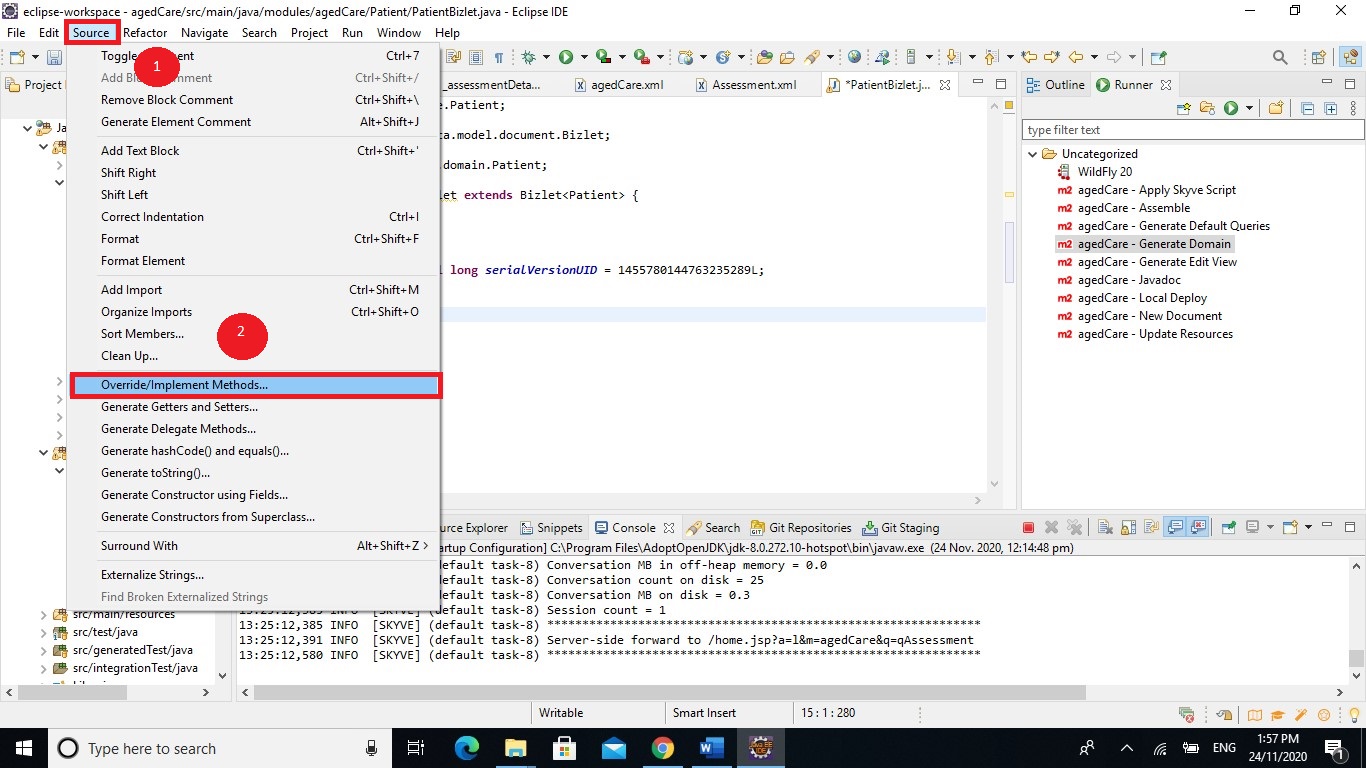 eclipse-workspace - agedCare/src/main/java/modules/agedCare/Patient/PatientBizlet.java - Eclipse IDE
File Edit Source Refactor Navigate Search Project Run Window Help
Project
_assessmentDeta... agedCare.xml Assessment.xml *PatientBizlet.j...
1
Ctrl+7
Ctrl+Shift+/
Remove Block Comment Ctrl+Shift+\
Generate Element Comment Alt+Shift+J
Add Text Block Ctrl+Shift+'
Shift Right
Shift Left
Correct Indentation Ctrl+I
Format Ctrl+Shift+F
Format Element
Add Import Ctrl+Shift+M
Organize Imports Ctrl+Shift+O
Sort Members...
2
Clean Up...
Override/Implement Methods...
Generate Getters and Setters...
Generate Delegate Methods...
Generate hashCode() and equals()...
Generate toString()...
Generate Constructor using Fields...
Generate Constructors from Superclass...
Surround With Alt+Shift+Z
Externalize Strings...
Find Broken Externalized Strings
.Patient;
.model.document.Bizlet;
domain.Patient;
extends Bizlet<Patient> {
long serialVersionUID = 1455780144763235289L;
Outline Runner
type filter text
Uncategorized
WildFly 20
m2 agedCare - Apply Skyve Script
m2 agedCare - Assemble
m2 agedCare - Generate Default Queries
m2 agedCare - Generate Domain
m2 agedCare - Generate Edit View
m2 agedCare - Javadoc
m2 agedCare - Local Deploy
m2 agedCare - New Document
m2 agedCare - Update Resources
src/main/resources
src/test/java
src/generatedTest/java
src/integrationTest/java
Explorer Snippets Console Search Git Repositories Git Staging
Configuration] C:\Program Files\AdoptOpenJDK\jdk-8.0.272.10-hotspot\bin\javaw.exe (24 Nov. 2020, 12:14:48 pm)
(default task-8) Conversation MB in off-heap memory = 0.0
(default task-8) Conversation count on disk = 25
(default task-8) Conversation MB on disk = 0.3
INFO [SKYVE] (default task-8) Session count = 1
13:25:12,385 INFO [SKYVE] (default task-8) **********************************************************
13:25:12,391 INFO [SKYVE] (default task-8) Server-side forward to /home.jsp?a=l&m=agedCare&q=qAssessment
13:25:12,580 INFO [SKYVE] (default task-8) **********************************************************
Writable Smart Insert 15 : 1 : 280
Type here to search
W
ENG
1:57 PM
24/11/2020
1